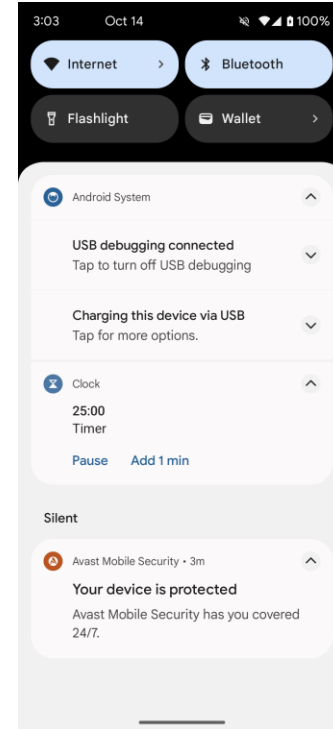 3:03 Oct 14 100%
Internet Bluetooth
Flashlight Wallet
Android System
USB debugging connected
Tap to turn off USB debugging
Charging this device via USB
Tap for more options.
Clock
25:00
Timer
Pause Add 1 min
Silent
Avast Mobile Security • 3m
Your device is protected
Avast Mobile Security has you covered
24/7.